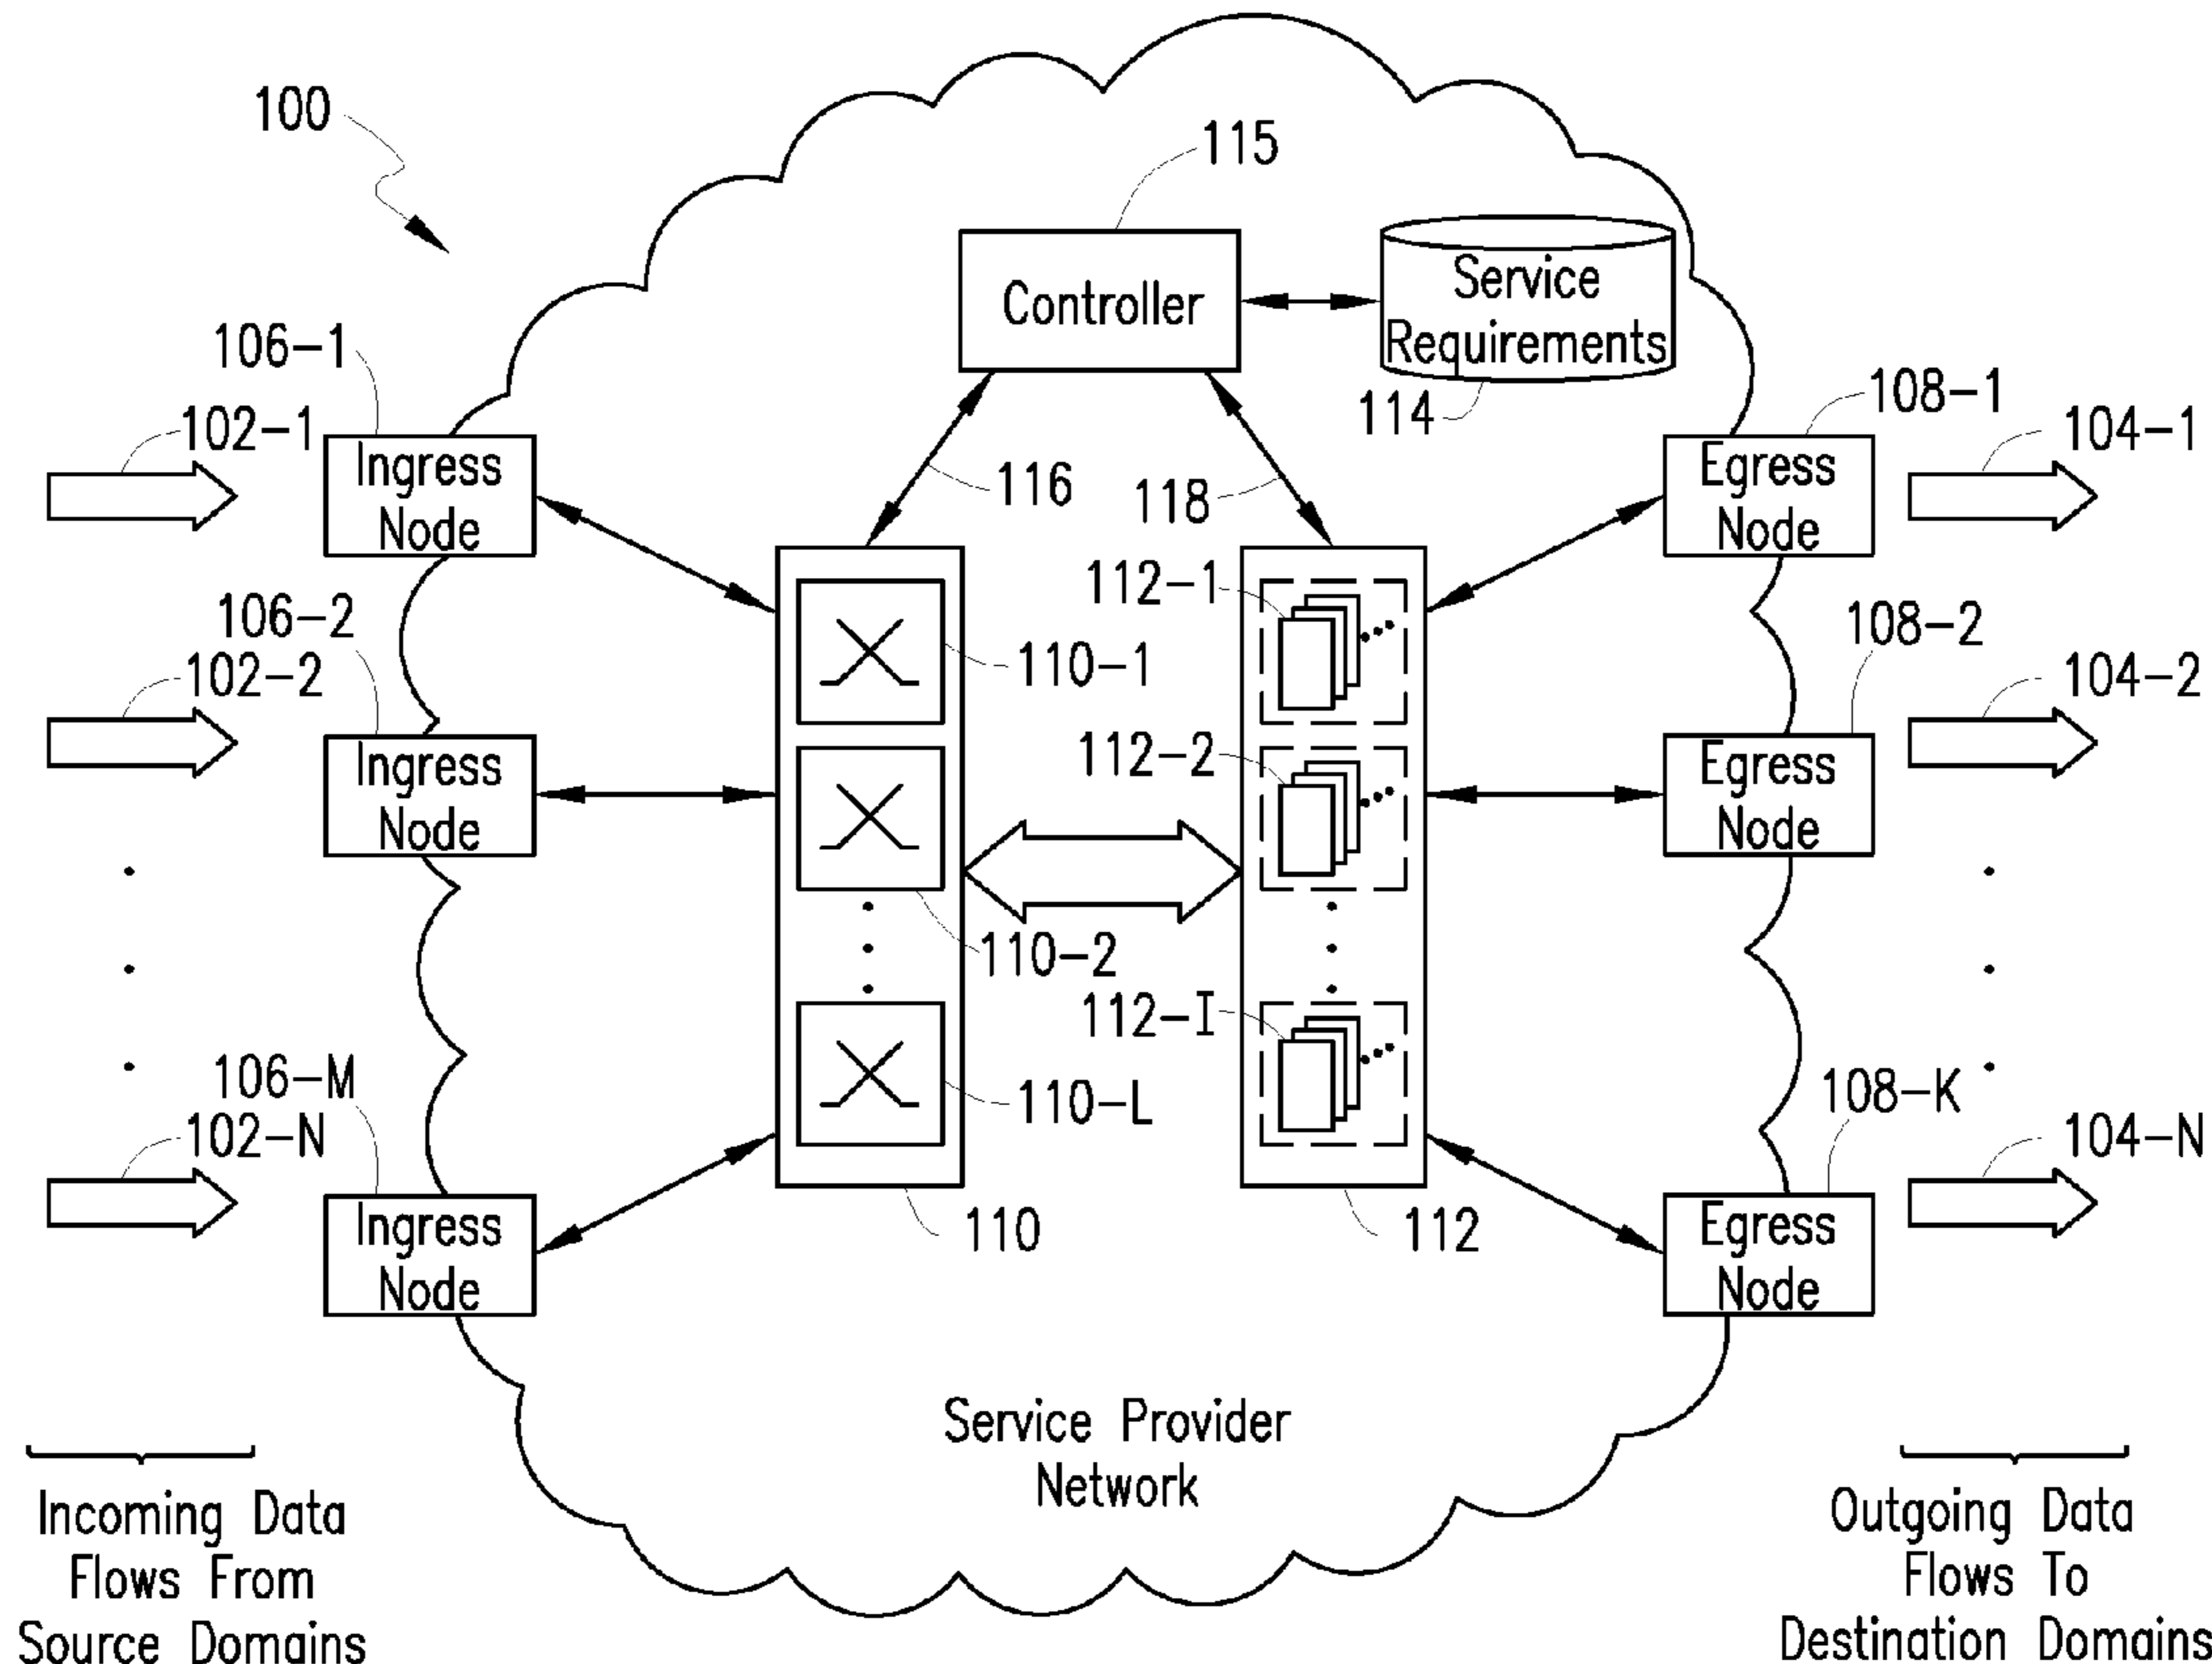 100
115
Controller
Service
Requirements
114
106-1
102-1
Ingress
Node
116
118
108-1
104-1
Egress
Node
112-1
110-1
106-2
102-2
Ingress
Node
112-2
110-2
108-2
104-2
Egress
Node
112-I
110-L
106-M
102-N
Ingress
Node
110
112
108-K
104-N
Egress
Node
Service Provider
Network
Incoming Data
Flows From
Source Domains
Outgoing Data
Flows To
Destination Domains